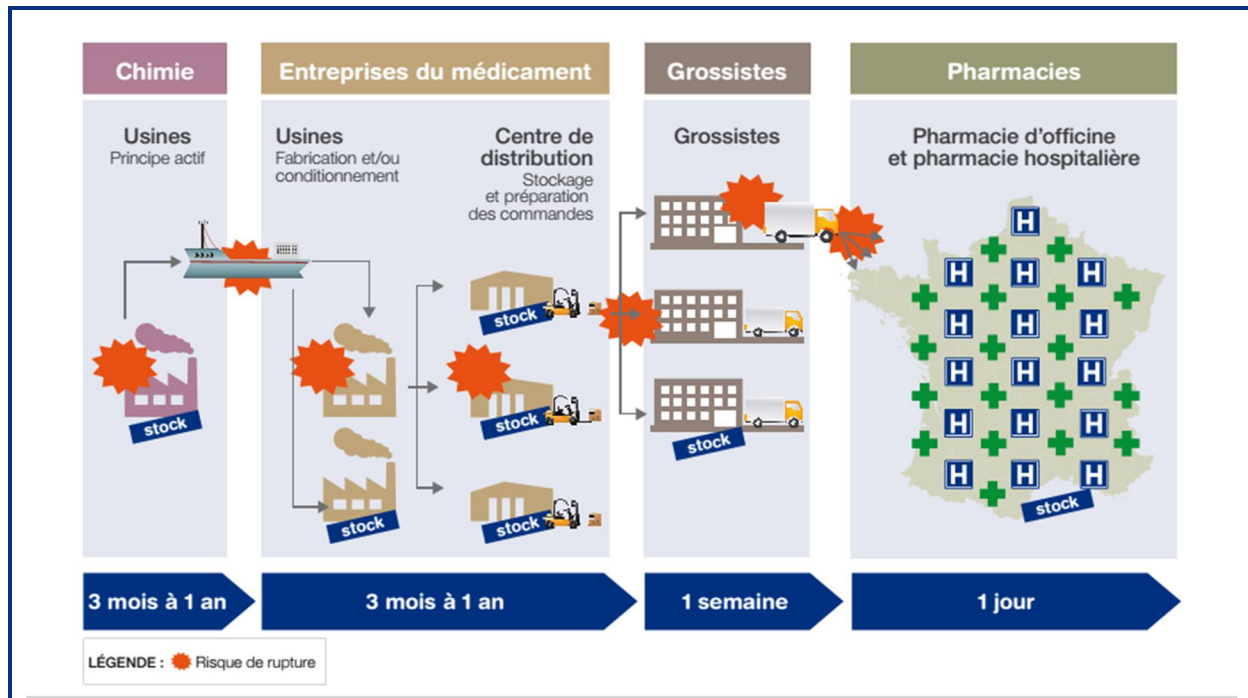 Chimie
Entreprises du médicament
Grossistes
Pharmacies
Usines
Principe actif
Usines
Fabrication et/ou
conditionnement
Centre de
distribution
Stockage
et préparation
des commandes
Grossistes
Pharmacie d'officine
et pharmacie hospitalière
H
H
H
H
stock
H
H
H
stock
H
H
H
stock
H
H
H
stock
stock
H
H
H
stock
stock
stock
3 mois à 1 an
3 mois à 1 an
1 semaine
1 jour
LÉGENDE : Risque de rupture